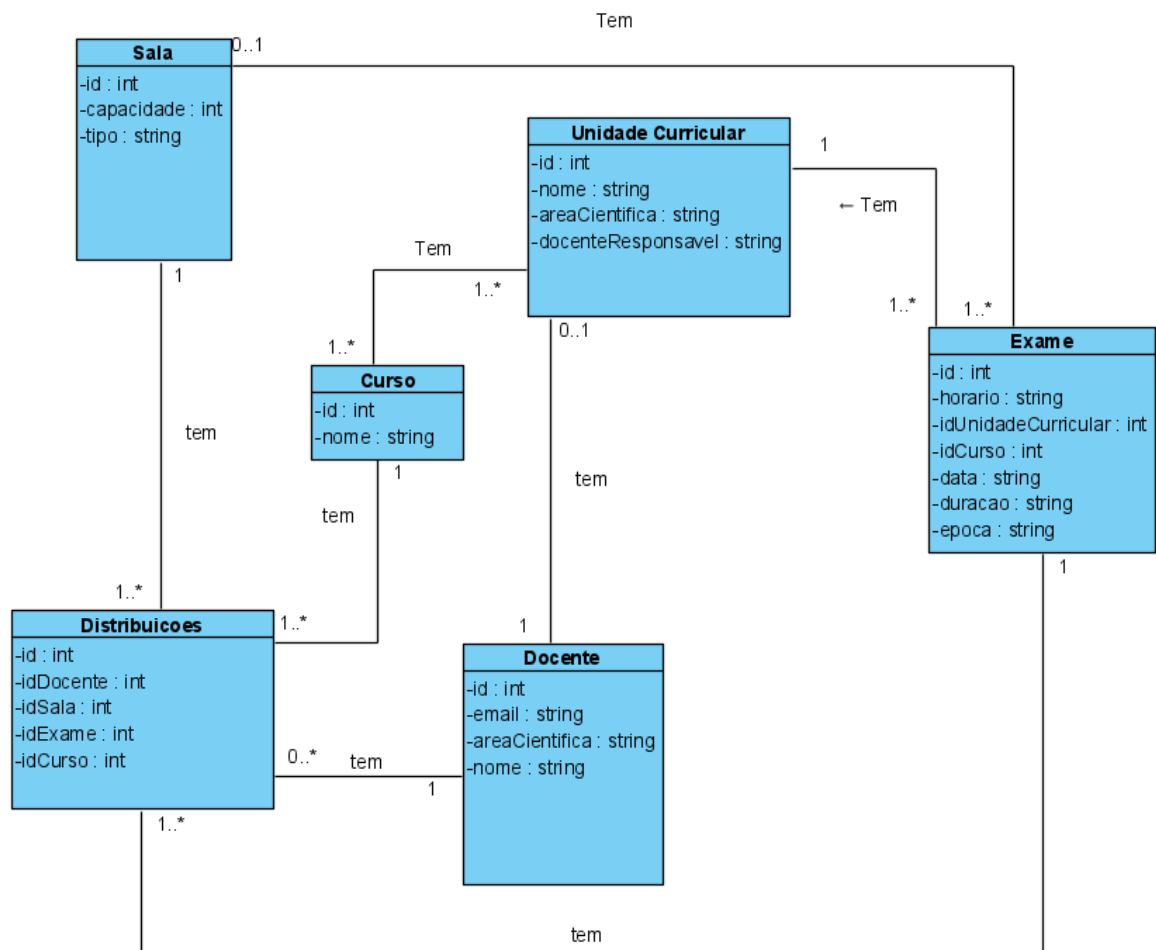 Tem
Sala
0..1
-id : int
-capacidade : int
-tipo : string
1
Unidade Curricular
-id : int
-nome : string
-areaCientifica : string
-docenteResponsavel : string
1
← Tem
Tem
1..*
0..1
1..*
1..*
1..*
Curso
-id : int
-nome : string
1
Exame
-id : int
-horario : string
-idUnidadeCurricular : int
-idCurso : int
-data : string
-duracao : string
-epoca : string
1
tem
tem
tem
1..*
1..*
1
Distribuicoes
-id : int
-idDocente : int
-idSala : int
-idExame : int
-idCurso : int
Docente
-id : int
-email : string
-areaCientifica : string
-nome : string
0..*
tem
1
1..*
tem